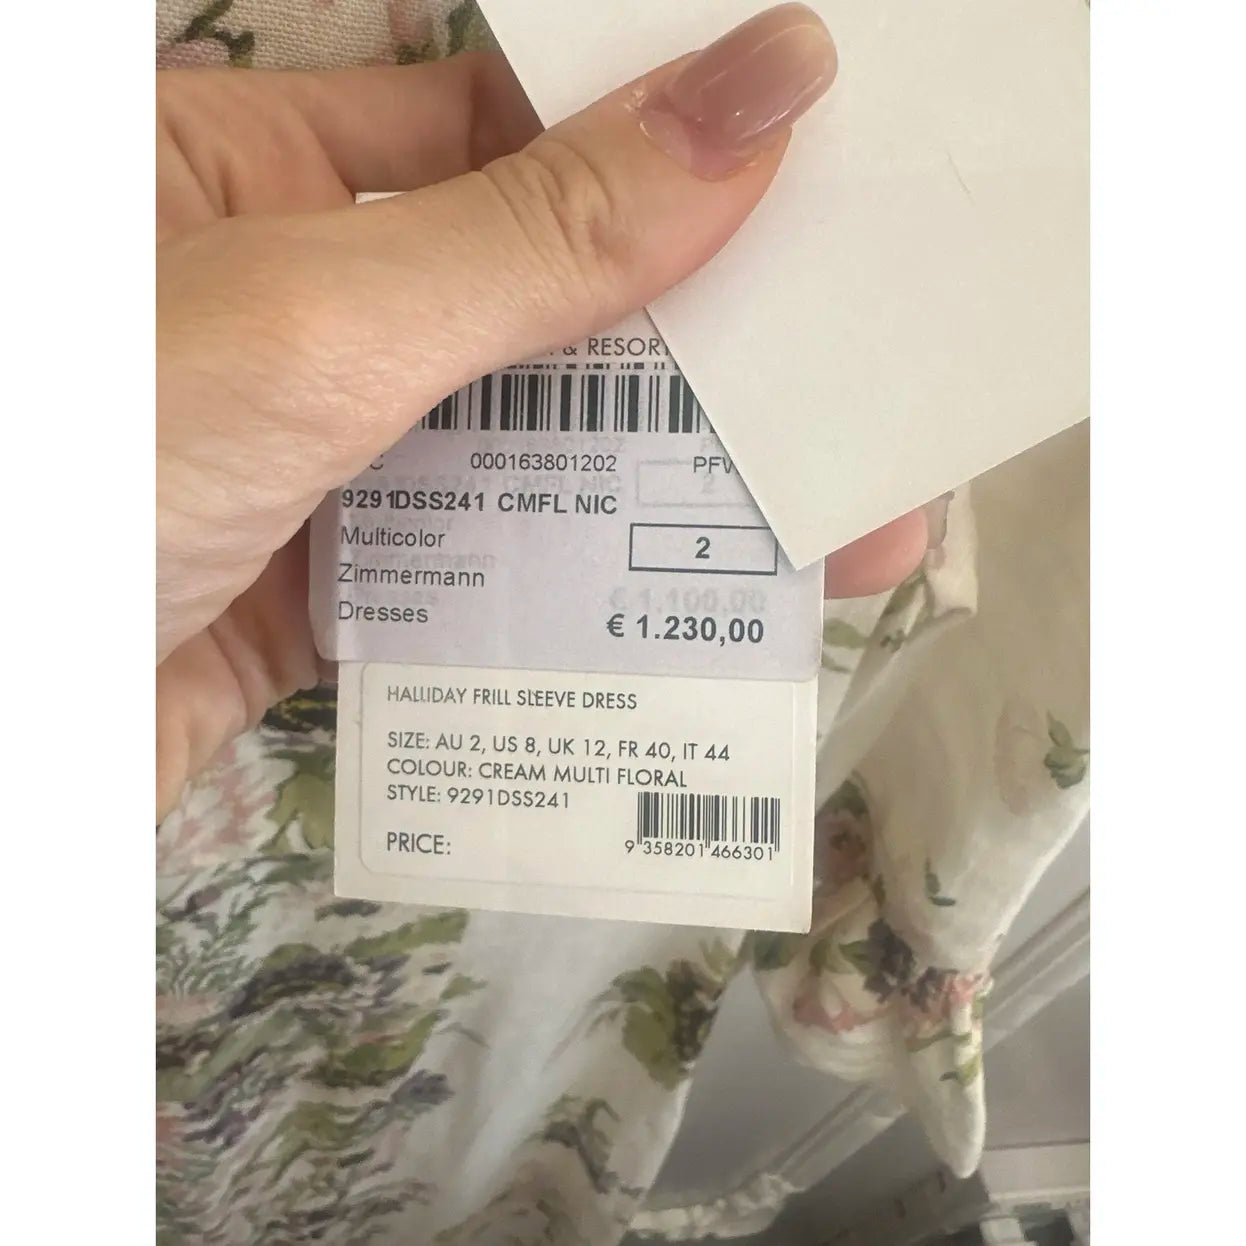 & RESORT
000163801202
9291DSS241 CMFL NIC
Multicolor
2
Zimmermann
Dresses
€ 1.100,00
€ 1.230,00
HALLIDAY FRILL SLEEVE DRESS
SIZE: AU 2, US 8, UK 12, FR 40, IT 44
COLOUR: CREAM MULTI FLORAL
STYLE: 9291DSS241
PRICE:
9 358201 466301